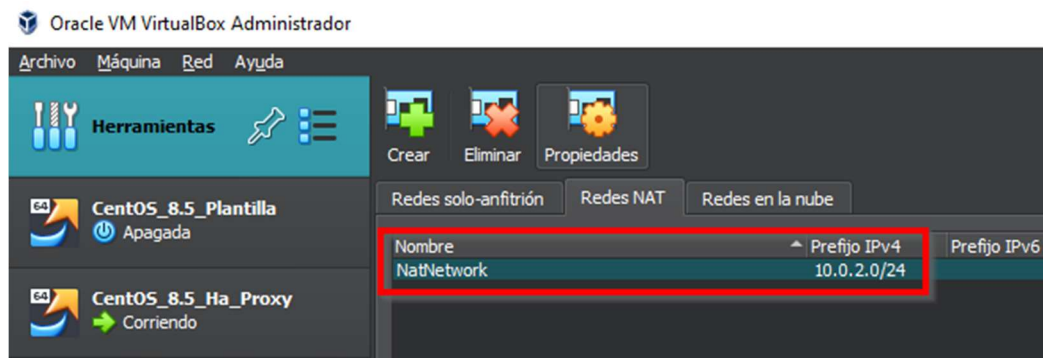 Oracle VM VirtualBox Administrador
Archivo Máquina Red Ayuda
Herramientas
Crear Eliminar Propiedades
64 CentOS_8.5_Plantilla
Apagada
Redes solo-anfitrión Redes NAT Redes en la nube
Nombre Prefijo IPv4 Prefijo IPv6
NatNetwork 10.0.2.0/24
64 CentOS_8.5_Ha_Proxy
Corriendo